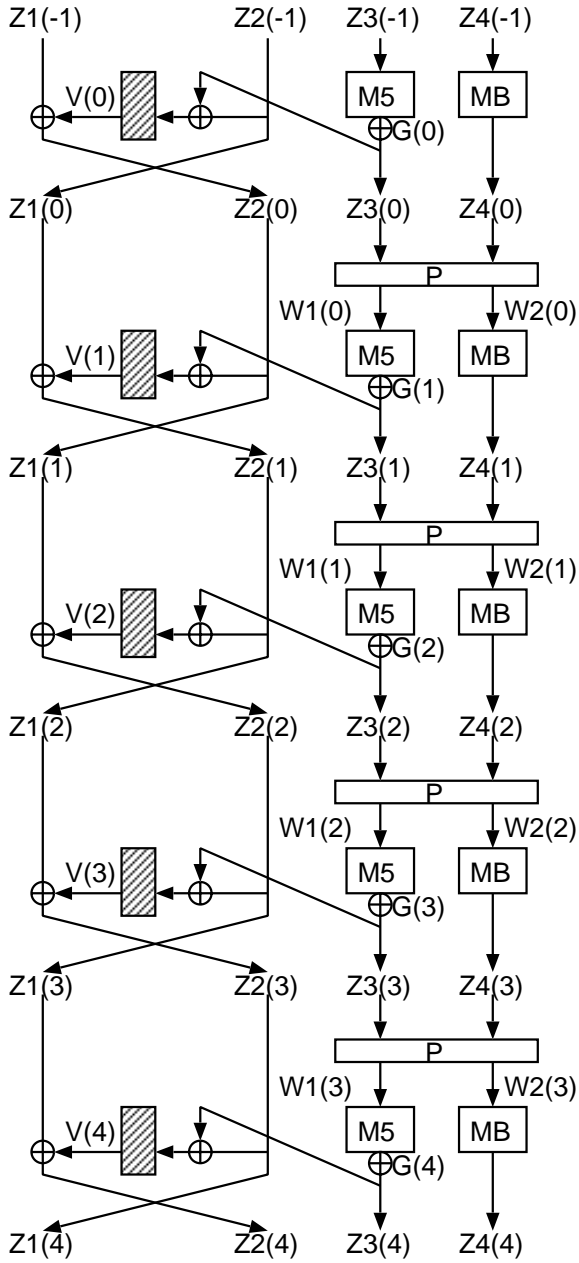 Z1(-1) Z2(-1) Z3(-1) Z4(-1)
V(0) M5 MB
G(0)
Z1(0) Z2(0) Z3(0) Z4(0)
P
W1(0) W2(0)
V(1) M5 MB
G(1)
Z1(1) Z2(1) Z3(1) Z4(1)
P
W1(1) W2(1)
V(2) M5 MB
G(2)
Z1(2) Z2(2) Z3(2) Z4(2)
P
W1(2) W2(2)
V(3) M5 MB
G(3)
Z1(3) Z2(3) Z3(3) Z4(3)
P
W1(3) W2(3)
V(4) M5 MB
G(4)
Z1(4) Z2(4) Z3(4) Z4(4)